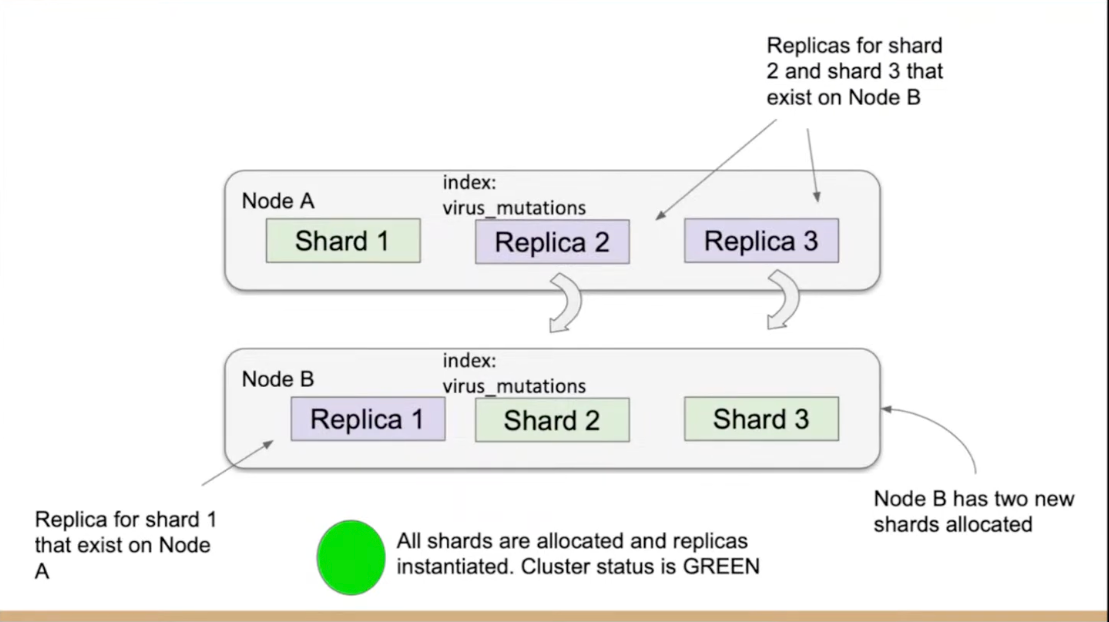 Replicas for shard
2 and shard 3 that
exist on Node B
Node A
index:
virus_mutations
Shard 1
Replica 2
Replica 3
Node B
index:
virus_mutations
Replica 1
Shard 2
Shard 3
Replica for shard 1
that exist on Node
A
All shards are allocated and replicas
instantiated. Cluster status is GREEN
Node B has two new
shards allocated